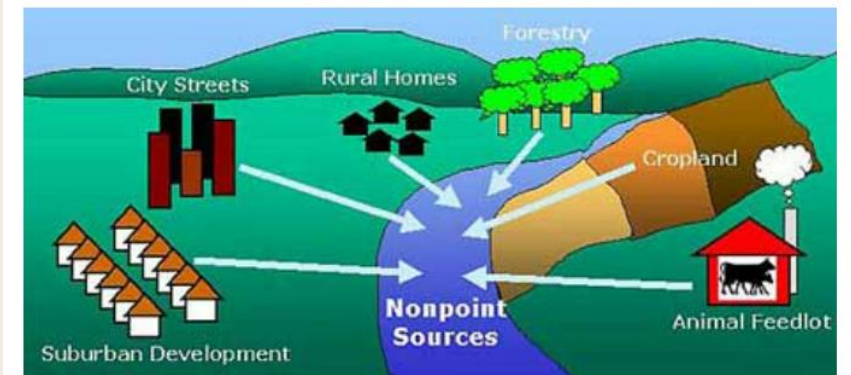 Forestry
City Streets
Rural Homes
Cropland
Nonpoint
Sources
Animal Feedlot
Suburban Development